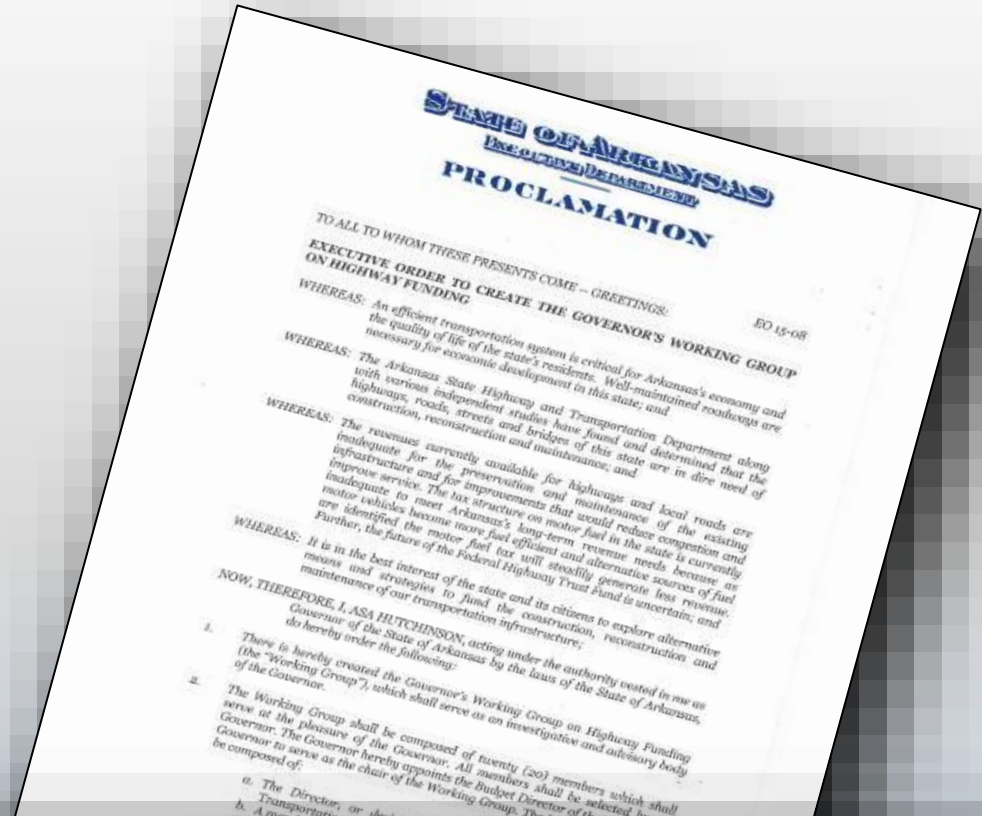 STATE OF ARKANSAS
EXECUTIVE DEPARTMENT
PROCLAMATION
TO ALL TO WHOM THESE PRESENTS COME – GREETINGS:
EO 15-08
EXECUTIVE ORDER TO CREATE THE GOVERNOR'S WORKING GROUP
ON HIGHWAY FUNDING
WHEREAS: An efficient transportation system is critical for Arkansas's economy and
the quality of life of the state's residents. Well-maintained roadways are
necessary for economic development in this state; and
WHEREAS: The Arkansas State Highway and Transportation Department along
with various independent studies have found and determined that the
highways, roads, streets and bridges of this state are in dire need of
construction, reconstruction and maintenance; and
WHEREAS: The revenues currently available for highways and local roads are
inadequate for the preservation and maintenance of the existing
infrastructure and for improvements that would reduce congestion and
improve service. The tax structure on motor fuel in the state is currently
inadequate to meet Arkansas's long-term revenue needs because as
motor vehicles become more fuel efficient and alternative sources of fuel
are identified the motor fuel tax will steadily generate less revenue.
Further, the future of the Federal Highway Trust Fund is uncertain; and
WHEREAS: It is in the best interest of the state and its citizens to explore alternative
means and strategies to fund the construction, reconstruction and
maintenance of our transportation infrastructure;
NOW, THEREFORE, I, ASA HUTCHINSON, acting under the authority vested in me as
Governor of the State of Arkansas by the laws of the State of Arkansas,
do hereby order the following:
1. There is hereby created the Governor's Working Group on Highway Funding
(the "Working Group"), which shall serve as an investigative and advisory body
of the Governor.
2. The Working Group shall be composed of twenty (20) members which shall
serve at the pleasure of the Governor. All members shall be selected by
Governor. The Governor hereby appoints the Budget Director of the
Governor to serve as the chair of the Working Group. The
be composed of:
a. The Director, or
b.